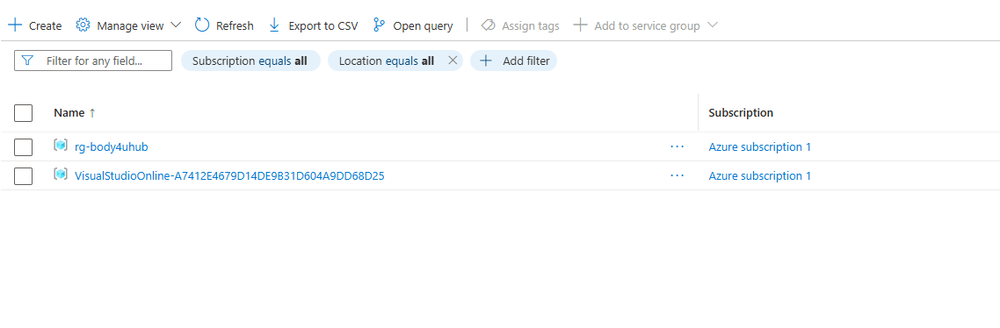 Create Manage view Refresh Export to CSV Open query Assign tags Add to service group
Filter for any field... Subscription equals all Location equals all Add filter
Name ↑ Subscription
rg-body4uhub ... Azure subscription 1
VisualStudioOnline-A7412E4679D14DE9B31D604A9DD68D25 ... Azure subscription 1